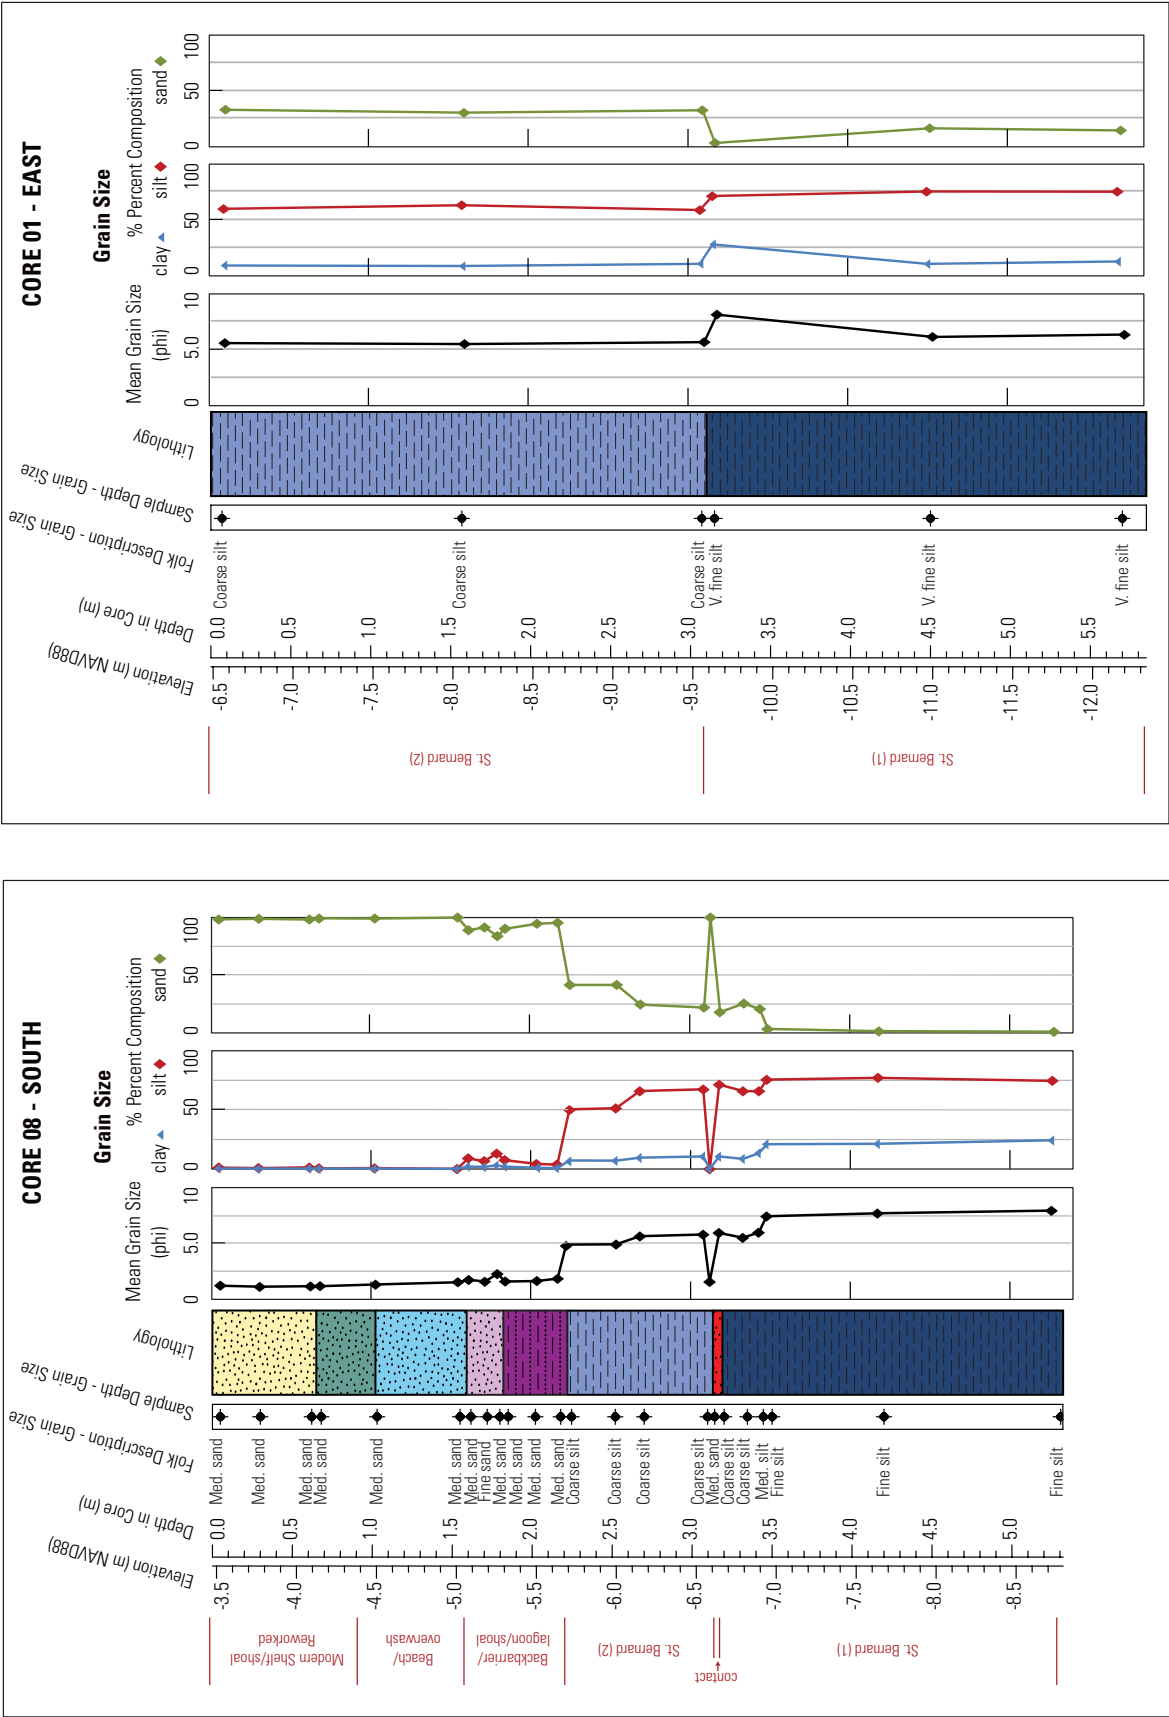 CORE 01 - EAST
Grain Size
% Percent Composition
clay silt sand
Mean Grain Size
(phi)
0 5.0 10
0 50 100
0 50 100
Lithology
Sample Depth - Grain Size
Folk Description - Grain Size
Depth in Core (m)
Elevation (m NAVD88)
Coarse silt
Coarse silt
Coarse silt
V. fine silt
V. fine silt
V. fine silt
0.0
0.5
1.0
1.5
2.0
2.5
3.0
3.5
4.0
4.5
5.0
5.5
-6.5
-7.0
-7.5
-8.0
-8.5
-9.0
-9.5
-10.0
-10.5
-11.0
-11.5
-12.0
St. Bernard (2)
St. Bernard (1)
CORE 08 - SOUTH
Grain Size
% Percent Composition
clay silt sand
Mean Grain Size
(phi)
0 5.0 10
0 50 100
0 50 100
Lithology
Sample Depth - Grain Size
Folk Description - Grain Size
Depth in Core (m)
Elevation (m NAVD88)
Med. sand
Med. sand
Med. sand
Med. sand
Med. sand
Med. sand
Med. sand
Fine sand
Med. sand
Med. sand
Med. sand
Med. sand
Coarse silt
Coarse silt
Coarse silt
Coarse silt
Med. sand
Coarse silt
Coarse silt
Med. silt
Fine silt
Fine silt
Fine silt
0.0
0.5
1.0
1.5
2.0
2.5
3.0
3.5
4.0
4.5
5.0
-3.5
-4.0
-4.5
-5.0
-5.5
-6.0
-6.5
-7.0
-7.5
-8.0
-8.5
Modern Shelf/shoal
Reworked
Beach/
overwash
Backbarrier/
lagoon/shoal
St. Bernard (2)
contact
St. Bernard (1)